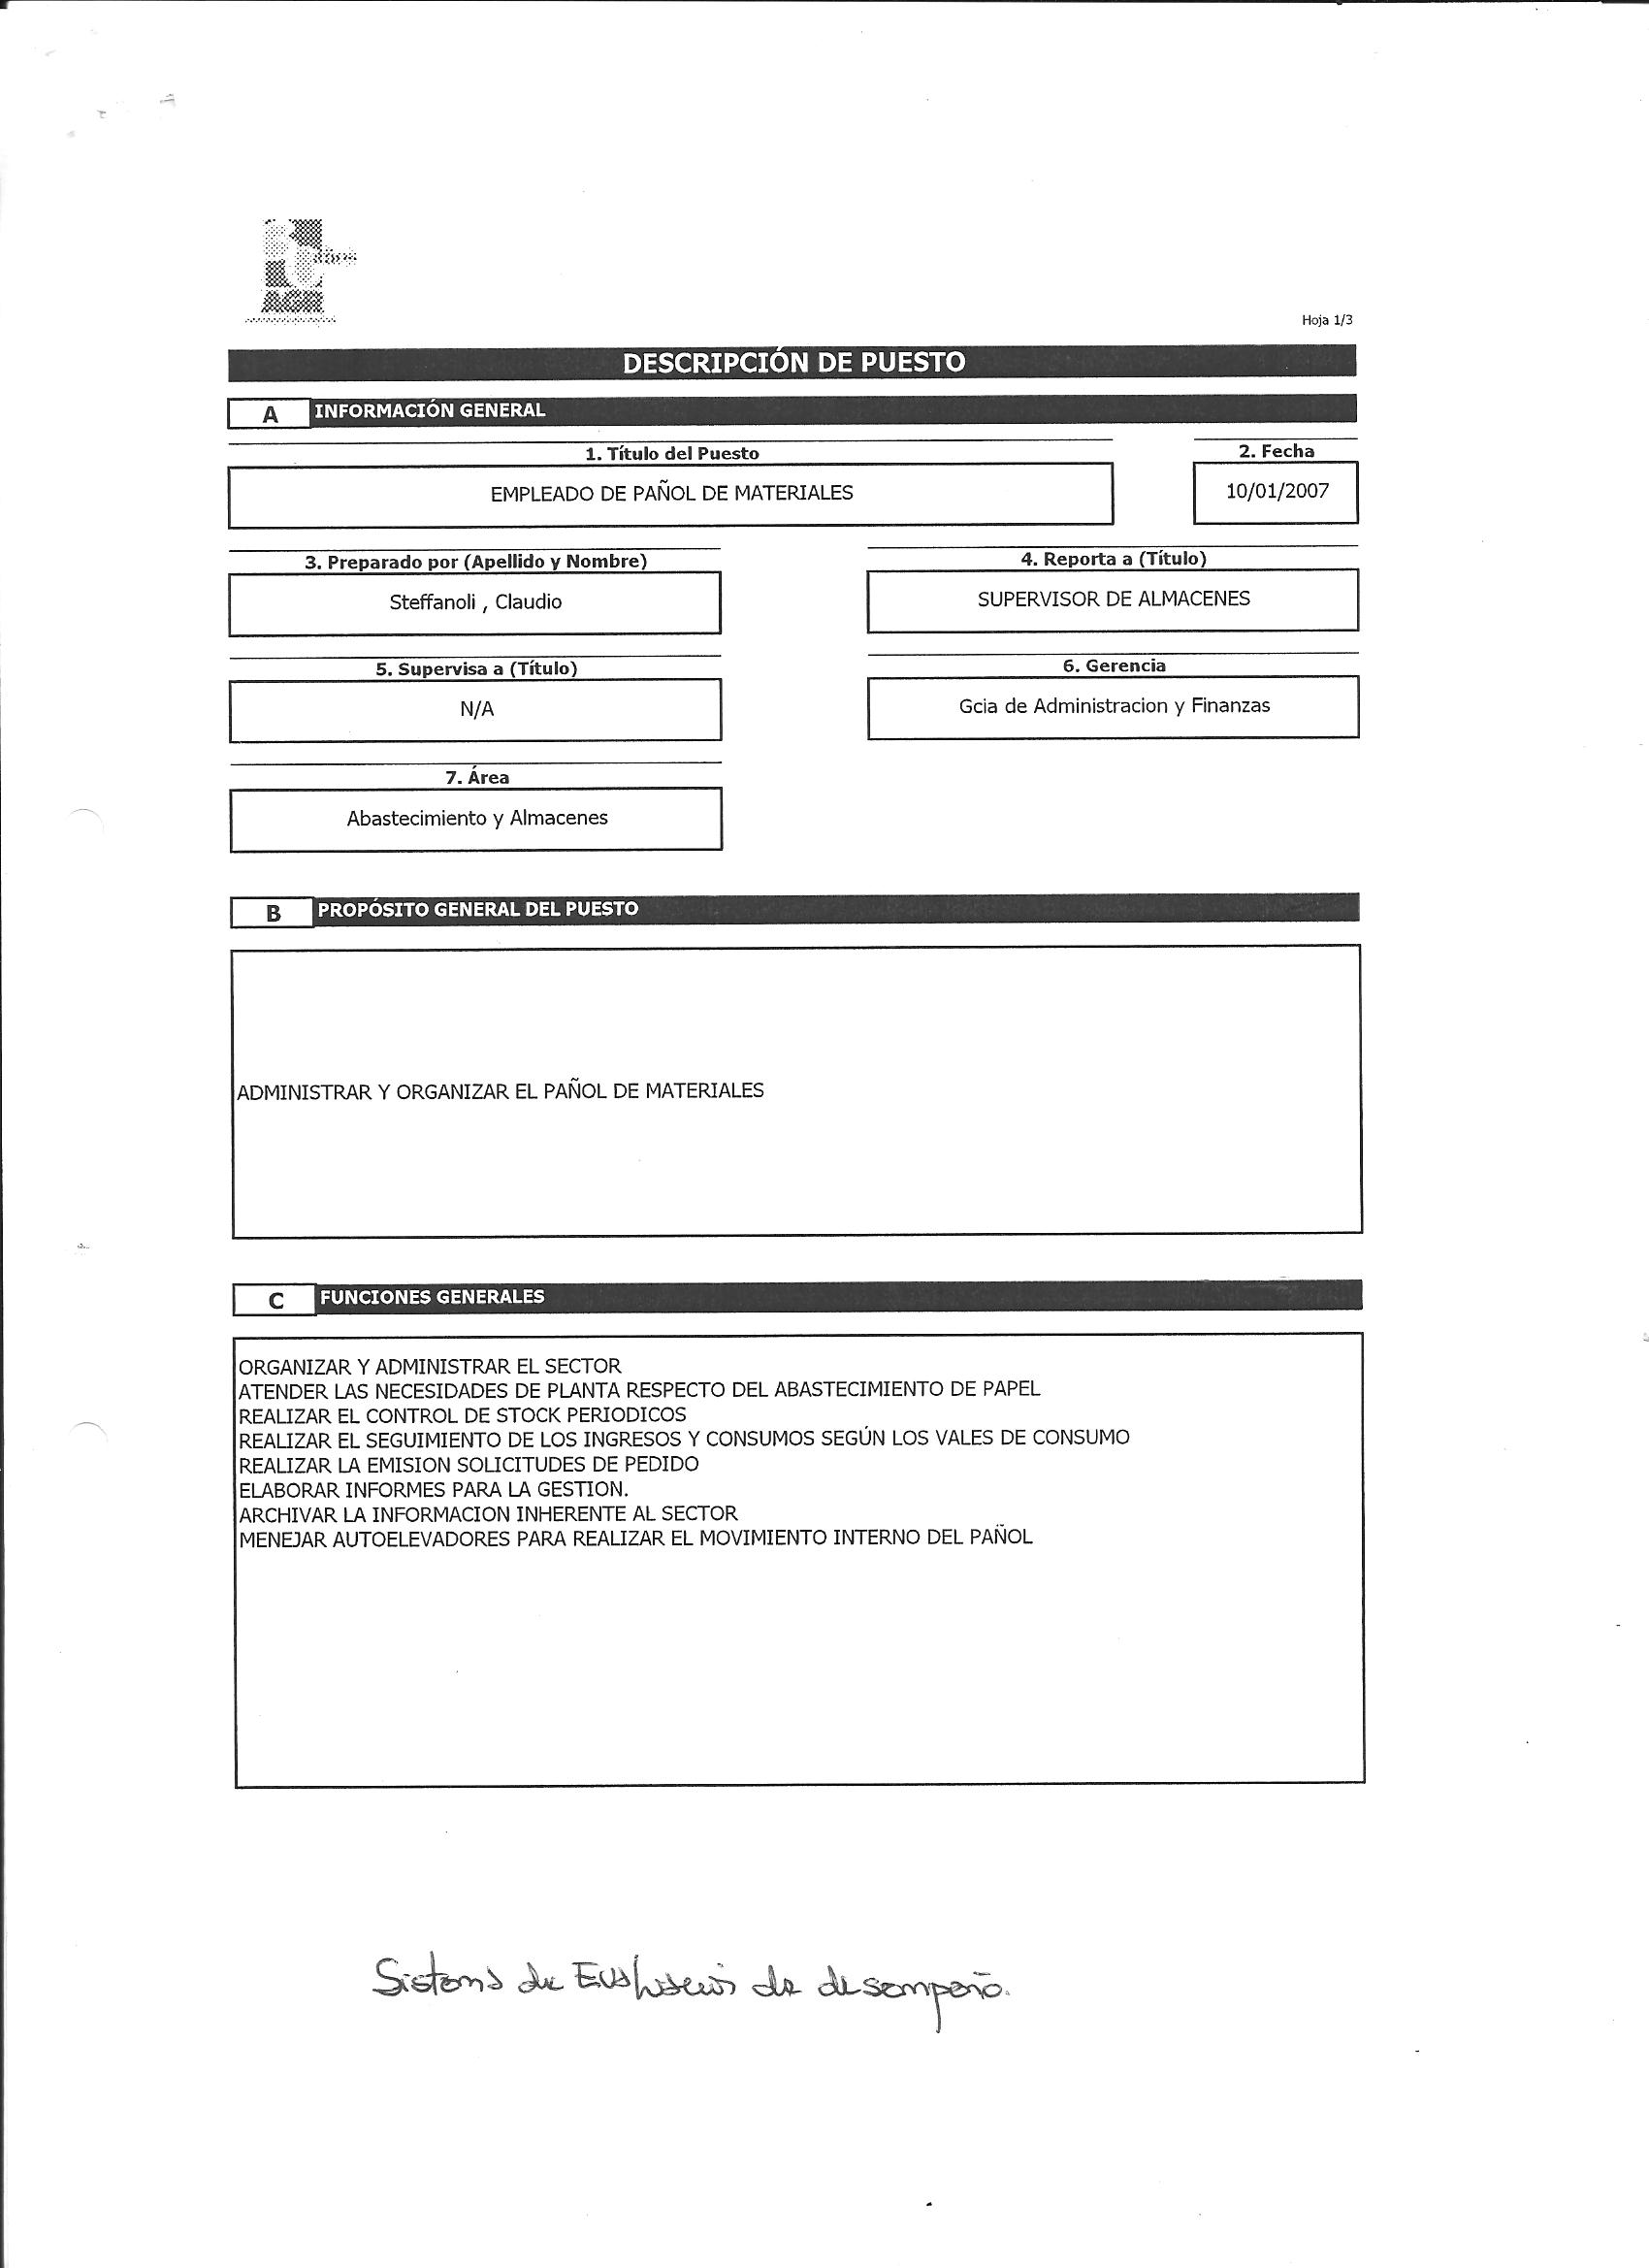 años
AGR
Hoja 1/3
DESCRIPCIÓN DE PUESTO
A INFORMACIÓN GENERAL
1. Título del Puesto
2. Fecha
EMPLEADO DE PAÑOL DE MATERIALES
10/01/2007
3. Preparado por (Apellido y Nombre)
4. Reporta a (Título)
Steffanoli , Claudio
SUPERVISOR DE ALMACENES
5. Supervisa a (Título)
6. Gerencia
N/A
Gcia de Administracion y Finanzas
7. Área
Abastecimiento y Almacenes
B PROPÓSITO GENERAL DEL PUESTO
ADMINISTRAR Y ORGANIZAR EL PAÑOL DE MATERIALES
C FUNCIONES GENERALES
ORGANIZAR Y ADMINISTRAR EL SECTOR
ATENDER LAS NECESIDADES DE PLANTA RESPECTO DEL ABASTECIMIENTO DE PAPEL
REALIZAR EL CONTROL DE STOCK PERIODICOS
REALIZAR EL SEGUIMIENTO DE LOS INGRESOS Y CONSUMOS SEGÚN LOS VALES DE CONSUMO
REALIZAR LA EMISION SOLICITUDES DE PEDIDO
ELABORAR INFORMES PARA LA GESTION.
ARCHIVAR LA INFORMACION INHERENTE AL SECTOR
MENEJAR AUTOELEVADORES PARA REALIZAR EL MOVIMIENTO INTERNO DEL PAÑOL
Sistema de Evaluación de desempeño.